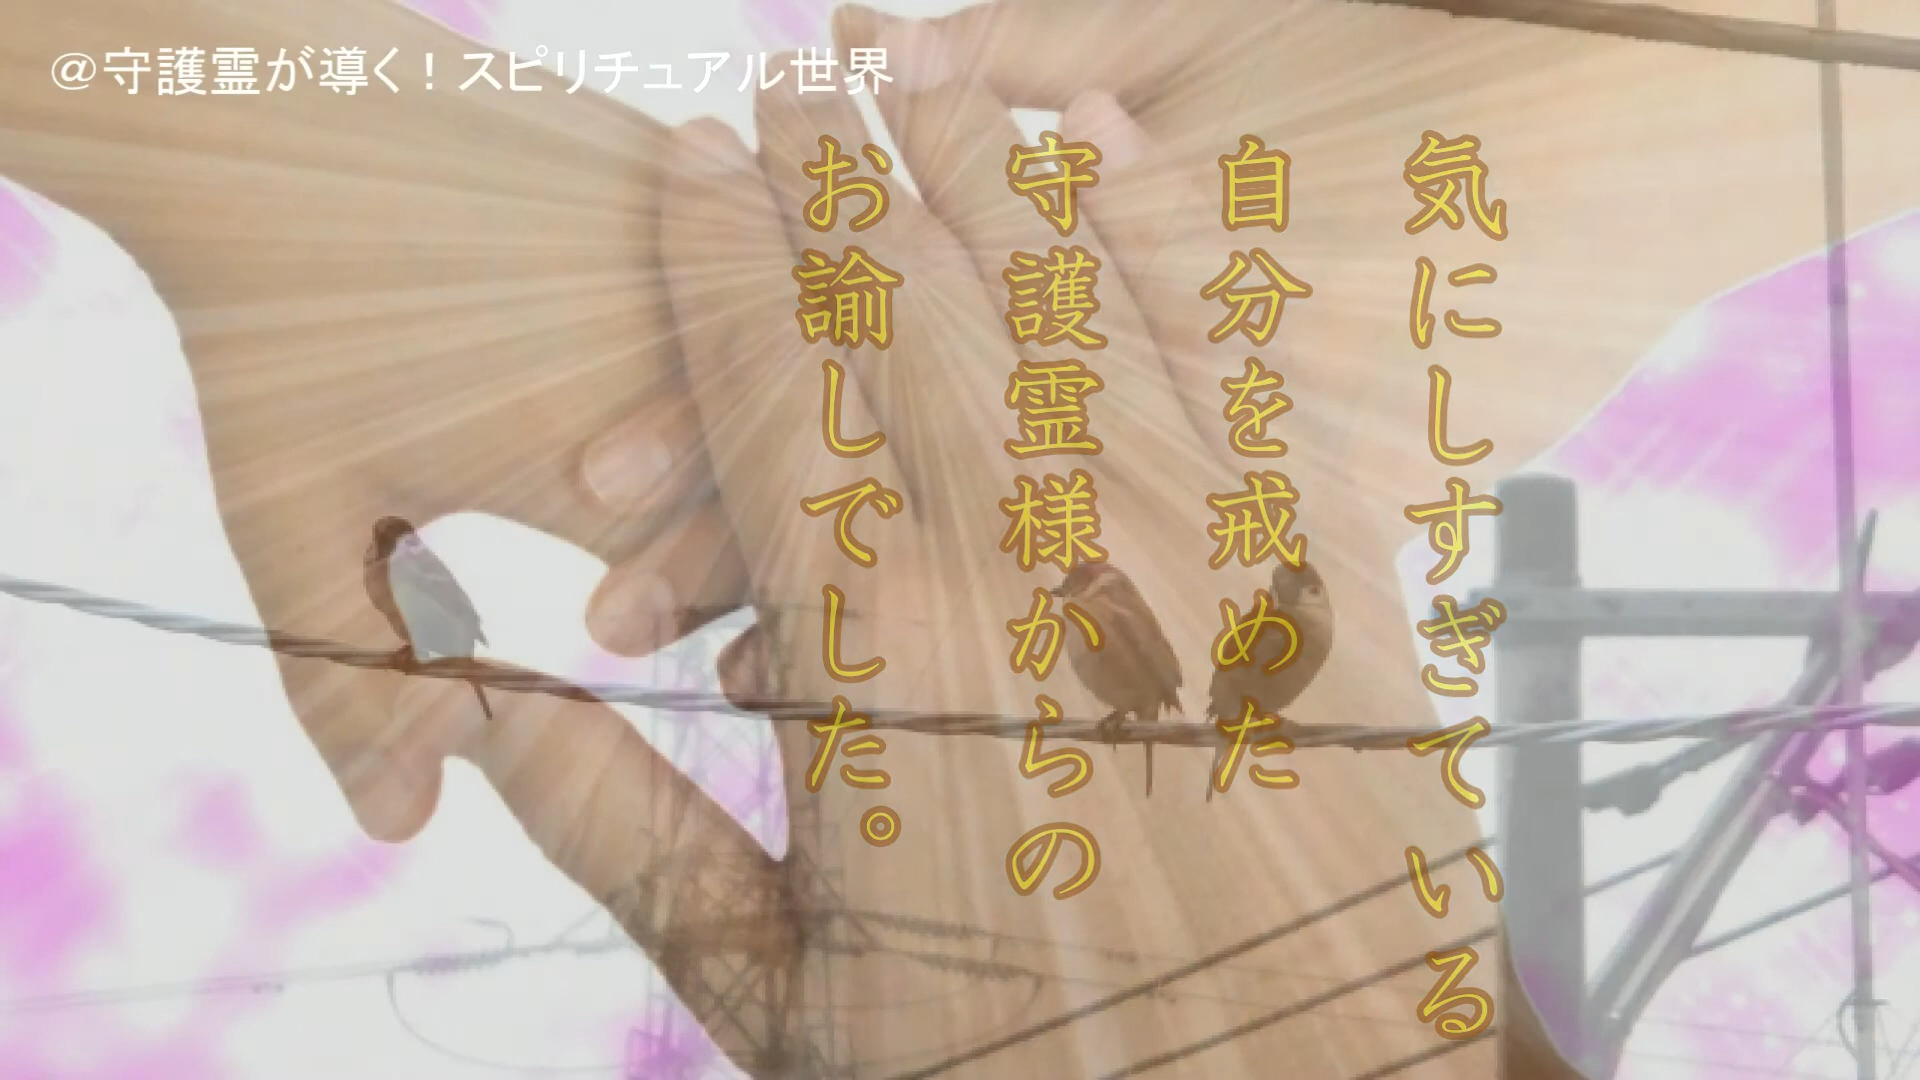 @守護霊が導く！スピリチュアル世界
気にしすぎている
自分を戒めた
守護霊様からの
お諭しでした。